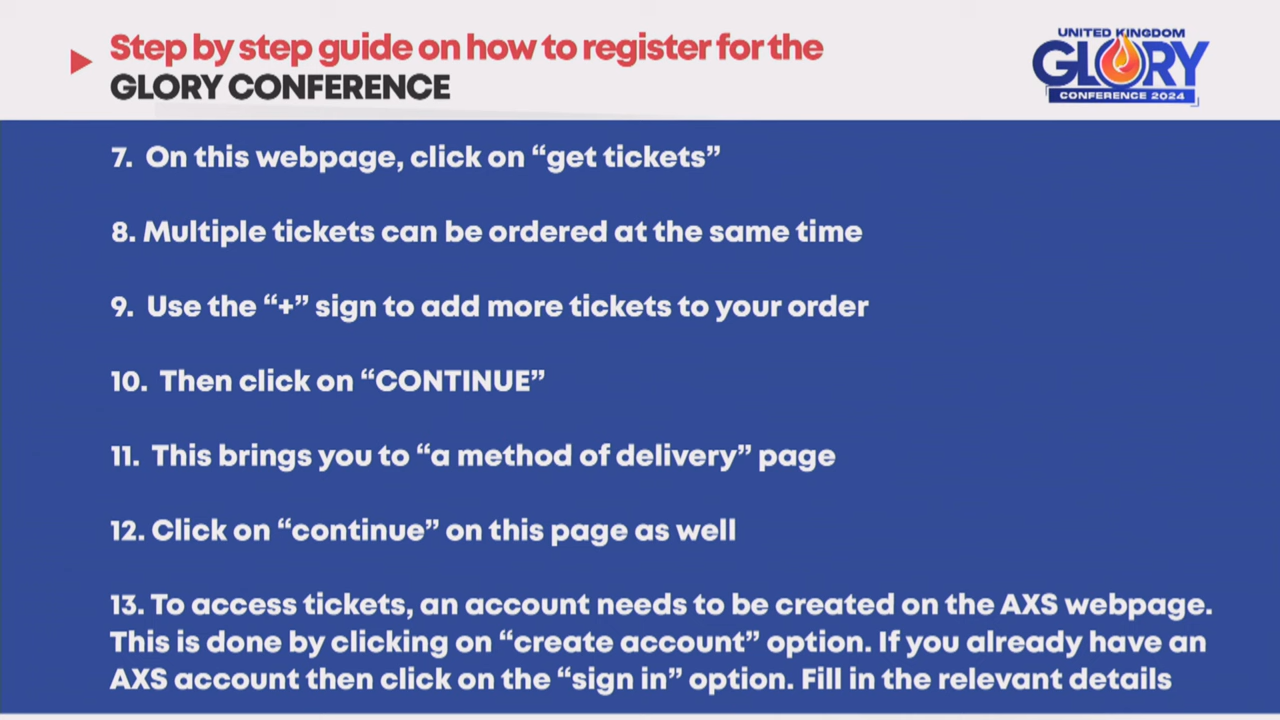 Step by step guide on how to register for the
GLORY CONFERENCE
UNITED KINGDOM
GLORY
CONFERENCE 2024
7. On this webpage, click on “get tickets”
8. Multiple tickets can be ordered at the same time
9. Use the “+” sign to add more tickets to your order
10. Then click on “CONTINUE”
11. This brings you to “a method of delivery” page
12. Click on “continue” on this page as well
13. To access tickets, an account needs to be created on the AXS webpage.
This is done by clicking on “create account” option. If you already have an
AXS account then click on the “sign in” option. Fill in the relevant details